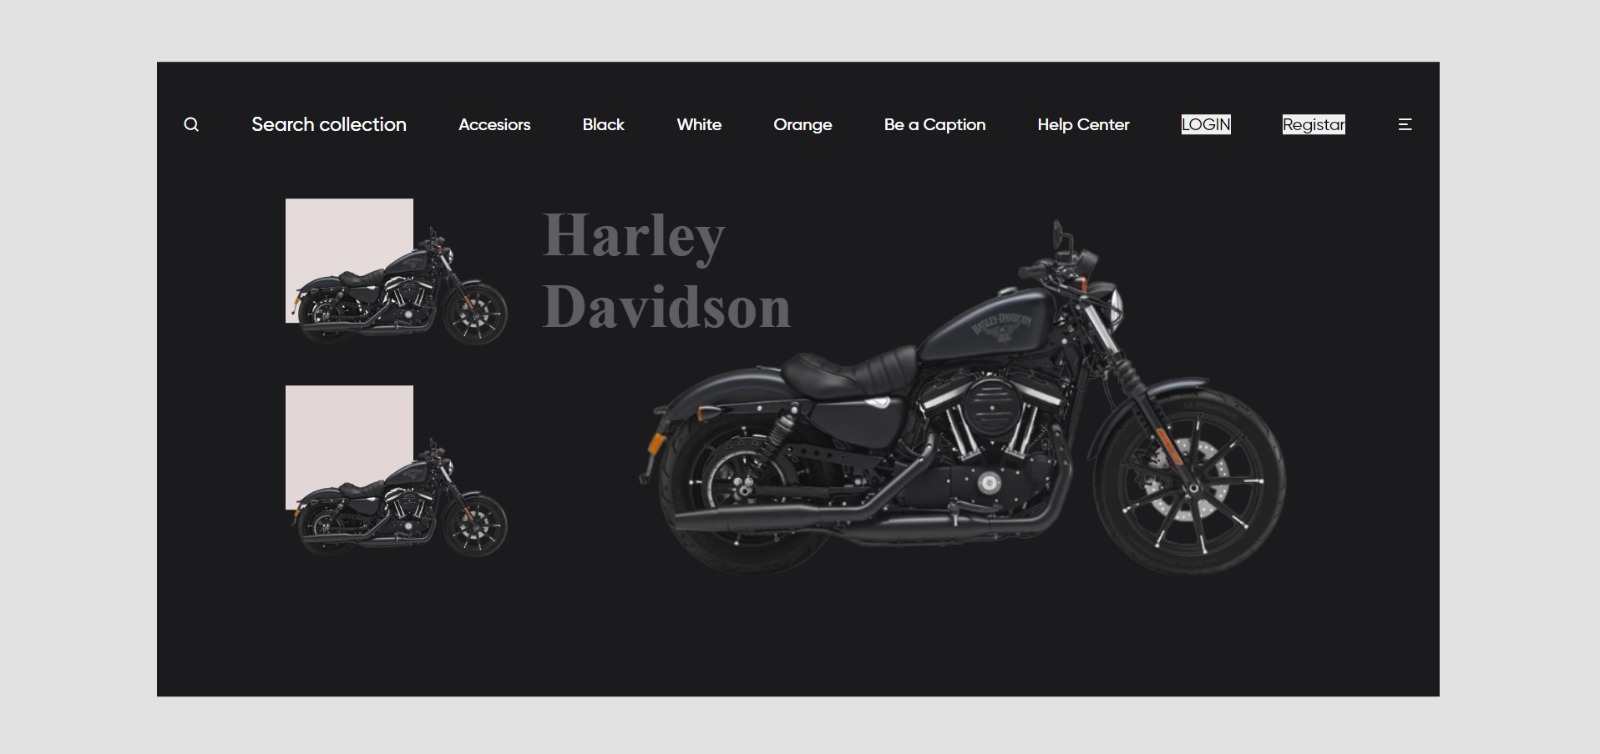 Search collection Accesiors Black White Orange Be a Caption Help Center LOGIN Registar
Harley
Davidson
HARLEY-DAVIDSON